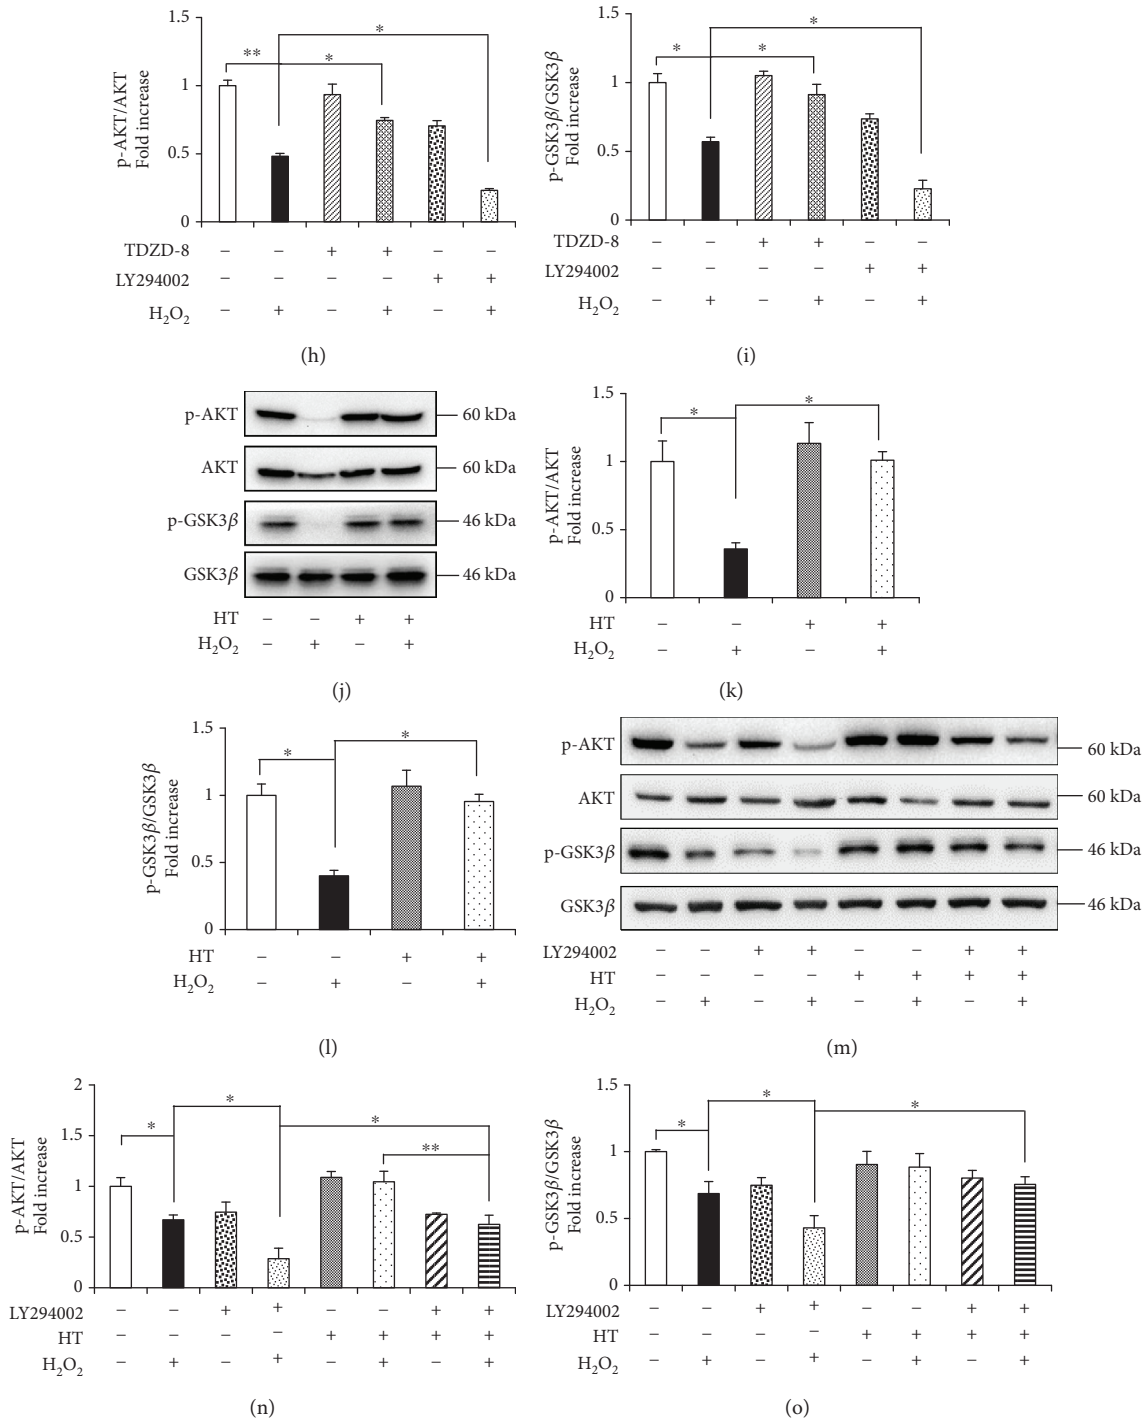 1.5
1
0.5
0
p-AKT/AKT
Fold increase
** * *
TDZD-8 – – + + – –
LY294002 – – – – + +
H2O2 – + – + – +
(h)
1.5
1
0.5
0
p-GSK3β/GSK3β
Fold increase
* * *
TDZD-8 – – + + – –
LY294002 – – – – + +
H2O2 – + – + – +
(i)
p-AKT 60 kDa
AKT 60 kDa
p-GSK3β 46 kDa
GSK3β 46 kDa
HT – – + +
H2O2 – + – +
(j)
1.5
1
0.5
0
p-AKT/AKT
Fold increase
* *
HT – – + +
H2O2 – + – +
(k)
1.5
1
0.5
0
p-GSK3β/GSK3β
Fold increase
* *
HT – – + +
H2O2 – + – +
(l)
p-AKT 60 kDa
AKT 60 kDa
p-GSK3β 46 kDa
GSK3β 46 kDa
LY294002 – – + + – – + +
HT – – – – + + + +
H2O2 – + – + – + – +
(m)
2
1.5
1
0.5
0
p-AKT/AKT
Fold increase
* * * **
LY294002 – – + + – – + +
HT – – – – + + + +
H2O2 – + – + – + – +
(n)
1.5
1
0.5
0
p-GSK3β/GSK3β
Fold increase
* * *
LY294002 – – + + – – + +
HT – – – – + + + +
H2O2 – + – + – + – +
(o)